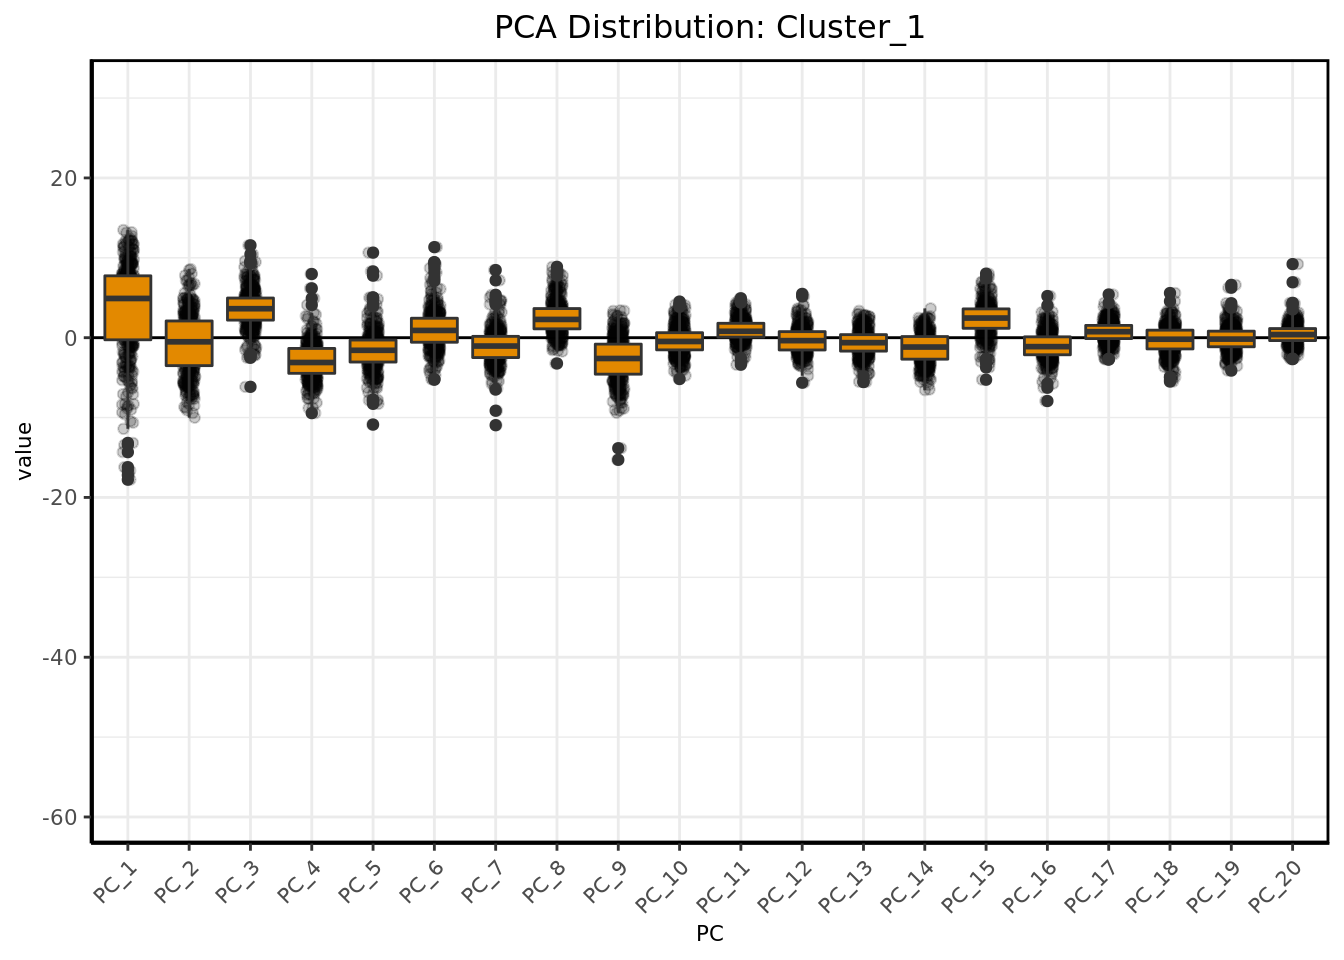 PCA Distribution: Cluster_1
value
20
0
-20
-40
-60
PC_1
PC_2
PC_3
PC_4
PC_5
PC_6
PC_7
PC_8
PC_9
PC_10
PC_11
PC_12
PC_13
PC_14
PC_15
PC_16
PC_17
PC_18
PC_19
PC_20
PC